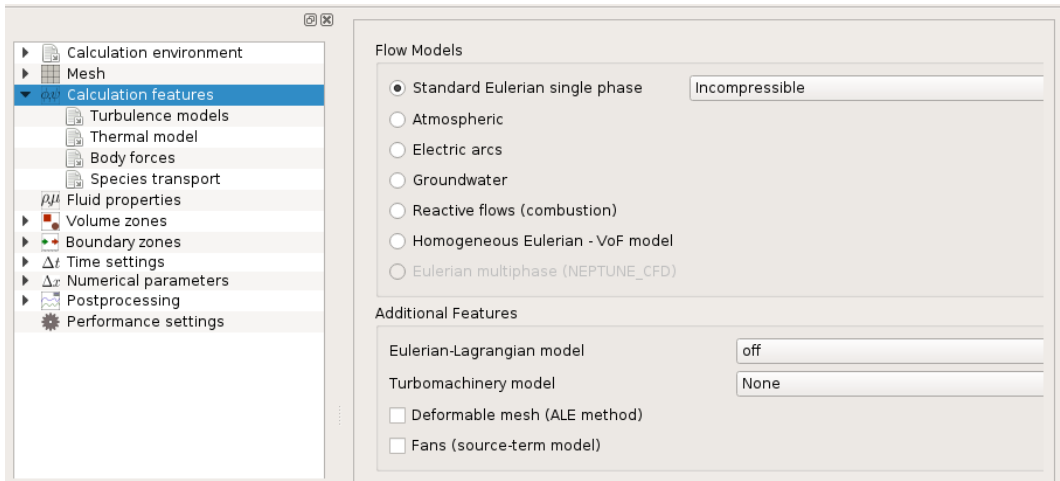 Calculation environment
Mesh
Calculation features
Turbulence models
Thermal model
Body forces
Species transport
ρ,μ Fluid properties
Volume zones
Boundary zones
Δt Time settings
Δx Numerical parameters
Postprocessing
Performance settings
Flow Models
Standard Eulerian single phase Incompressible
Atmospheric
Electric arcs
Groundwater
Reactive flows (combustion)
Homogeneous Eulerian - VoF model
Eulerian multiphase (NEPTUNE_CFD)
Additional Features
Eulerian-Lagrangian model off
Turbomachinery model None
Deformable mesh (ALE method)
Fans (source-term model)